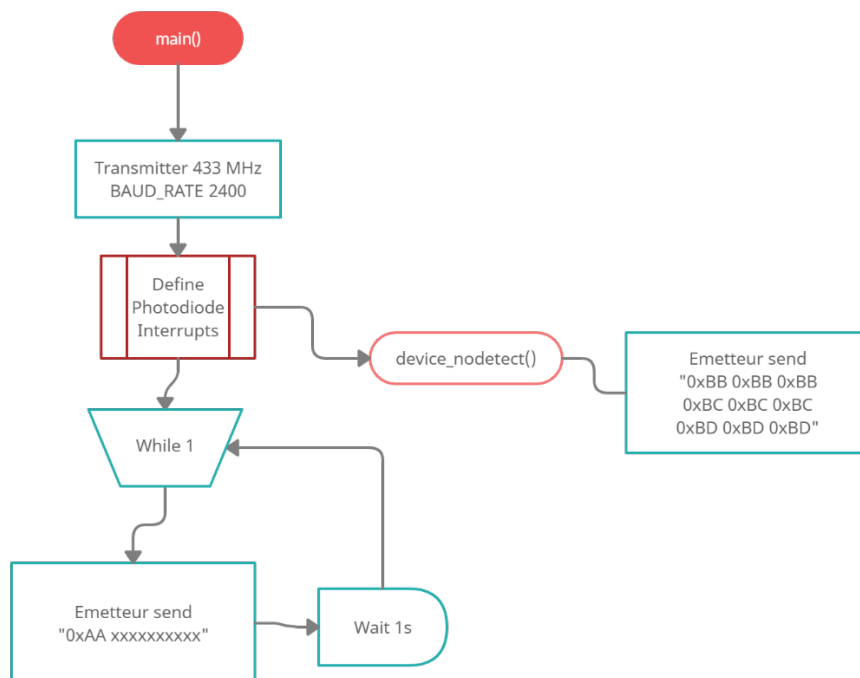 main()
Transmitter 433 MHz
BAUD_RATE 2400
Define
Photodiode
Interrupts
device_nodetect()
Emetteur send
"0xBB 0xBB 0xBB
0xBC 0xBC 0xBC
0xBD 0xBD 0xBD"
While 1
Emetteur send
"0xAA xxxxxxxxxx"
Wait 1s